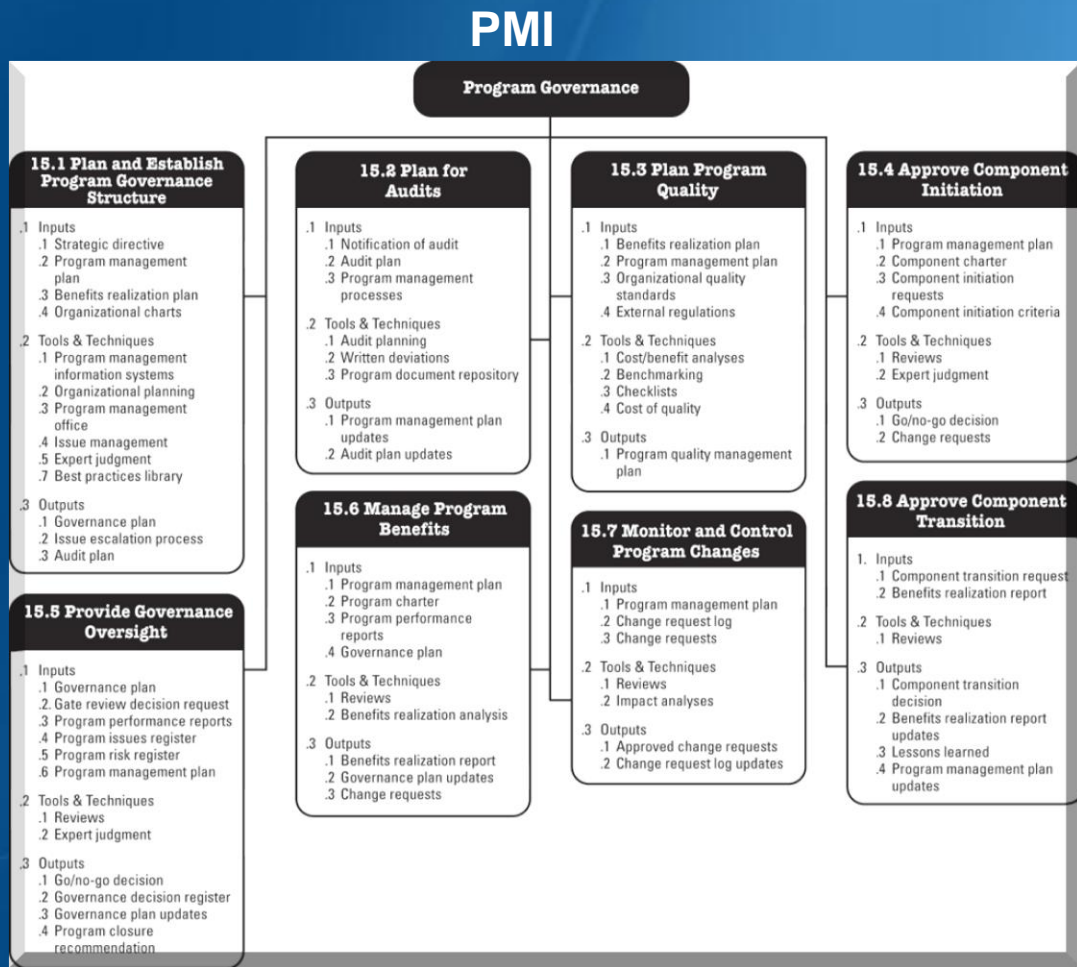 PMI
Program Governance
15.1 Plan and Establish
Program Governance
Structure
.1 Inputs
.1 Strategic directive
.2 Program management
plan
.3 Benefits realization plan
.4 Organizational charts
.2 Tools & Techniques
.1 Program management
information systems
.2 Organizational planning
.3 Program management
office
.4 Issue management
.5 Expert judgment
.7 Best practices library
.3 Outputs
.1 Governance plan
.2 Issue escalation process
.3 Audit plan
15.2 Plan for
Audits
.1 Inputs
.1 Notification of audit
.2 Audit plan
.3 Program management
processes
.2 Tools & Techniques
.1 Audit planning
.2 Written deviations
.3 Program document repository
.3 Outputs
.1 Program management plan
updates
.2 Audit plan updates
15.3 Plan Program
Quality
.1 Inputs
.1 Benefits realization plan
.2 Program management plan
.3 Organizational quality
standards
.4 External regulations
.2 Tools & Techniques
.1 Cost/benefit analyses
.2 Benchmarking
.3 Checklists
.4 Cost of quality
.3 Outputs
.1 Program quality management
plan
15.4 Approve Component
Initiation
.1 Inputs
.1 Program management plan
.2 Component charter
.3 Component initiation
requests
.4 Component initiation criteria
.2 Tools & Techniques
.1 Reviews
.2 Expert judgment
.3 Outputs
.1 Go/no-go decision
.2 Change requests
15.5 Provide Governance
Oversight
.1 Inputs
.1 Governance plan
.2. Gate review decision request
.3 Program performance reports
.4 Program issues register
.5 Program risk register
.6 Program management plan
.2 Tools & Techniques
.1 Reviews
.2 Expert judgment
.3 Outputs
.1 Go/no-go decision
.2 Governance decision register
.3 Governance plan updates
.4 Program closure
recommendation
15.6 Manage Program
Benefits
.1 Inputs
.1 Program management plan
.2 Program charter
.3 Program performance
reports
.4 Governance plan
.2 Tools & Techniques
.1 Reviews
.2 Benefits realization analysis
.3 Outputs
.1 Benefits realization report
.2 Governance plan updates
.3 Change requests
15.7 Monitor and Control
Program Changes
.1 Inputs
.1 Program management plan
.2 Change request log
.3 Change requests
.2 Tools & Techniques
.1 Reviews
.2 Impact analyses
.3 Outputs
.1 Approved change requests
.2 Change request log updates
15.8 Approve Component
Transition
1. Inputs
.1 Component transition request
.2 Benefits realization report
.2 Tools & Techniques
.1 Reviews
.3 Outputs
.1 Component transition
decision
.2 Benefits realization report
updates
.3 Lessons learned
.4 Program management plan
updates